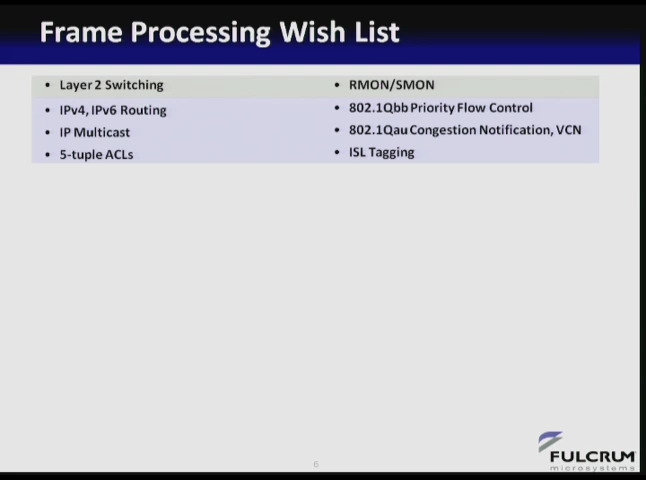 Frame Processing Wish List
• Layer 2 Switching
• IPv4, IPv6 Routing
• IP Multicast
• 5-tuple ACLs
• RMON/SMON
• 802.1Qbb Priority Flow Control
• 802.1Qau Congestion Notification, VCN
• ISL Tagging
6
FULCRUM
microsystems